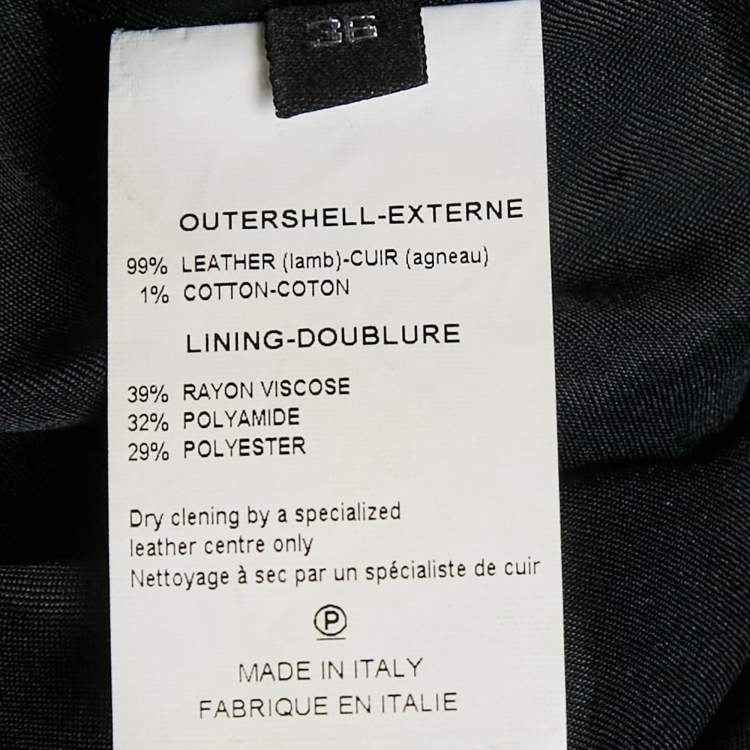 36
OUTERSHELL-EXTERNE
99% LEATHER (lamb)-CUIR (agneau)
1% COTTON-COTON
LINING-DOUBLURE
39% RAYON VISCOSE
32% POLYAMIDE
29% POLYESTER
Dry clening by a specialized
leather centre only
Nettoyage à sec par un spécialiste de cuir
P
MADE IN ITALY
FABRIQUE EN ITALIE